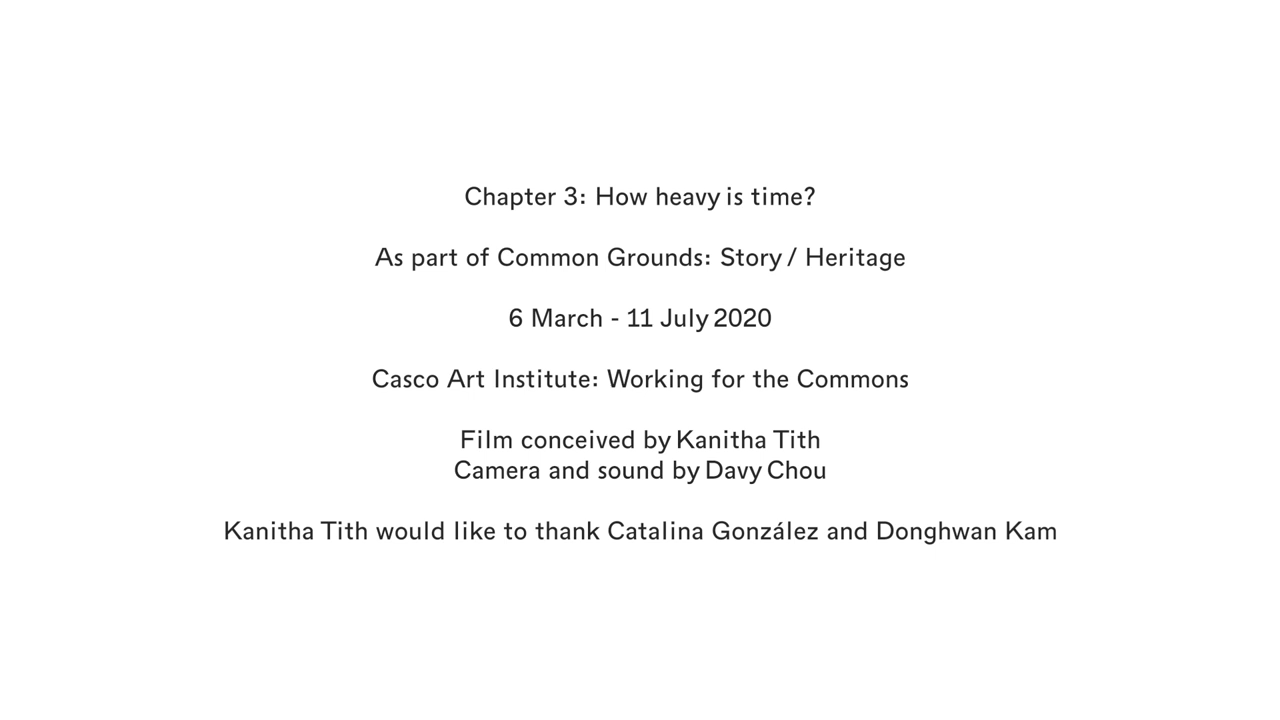 Chapter 3: How heavy is time?
As part of Common Grounds: Story / Heritage
6 March - 11 July 2020
Casco Art Institute: Working for the Commons
Film conceived by Kanitha Tith
Camera and sound by Davy Chou
Kanitha Tith would like to thank Catalina González and Donghwan Kam